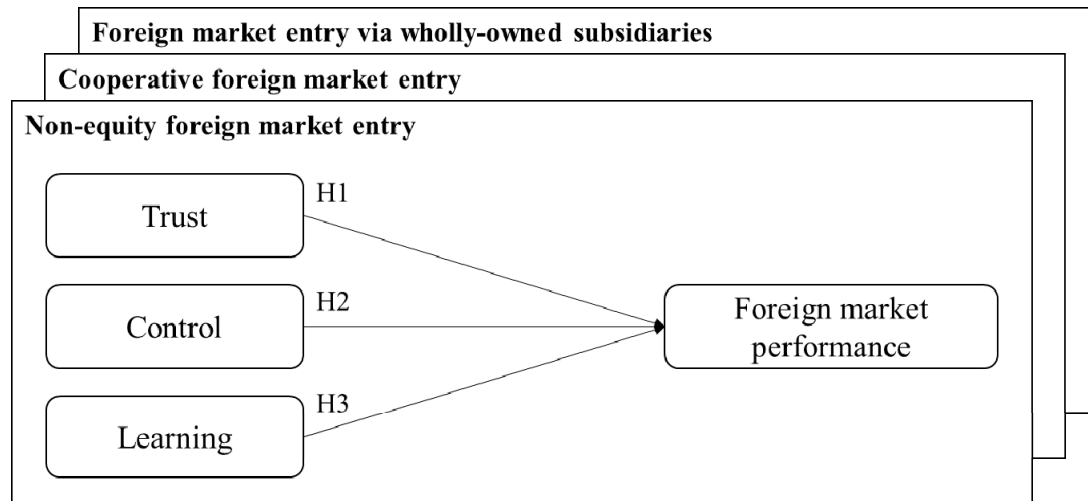 Foreign market entry via wholly-owned subsidiaries
Cooperative foreign market entry
Non-equity foreign market entry
H1
Trust
H2
Control
Foreign market
performance
H3
Learning